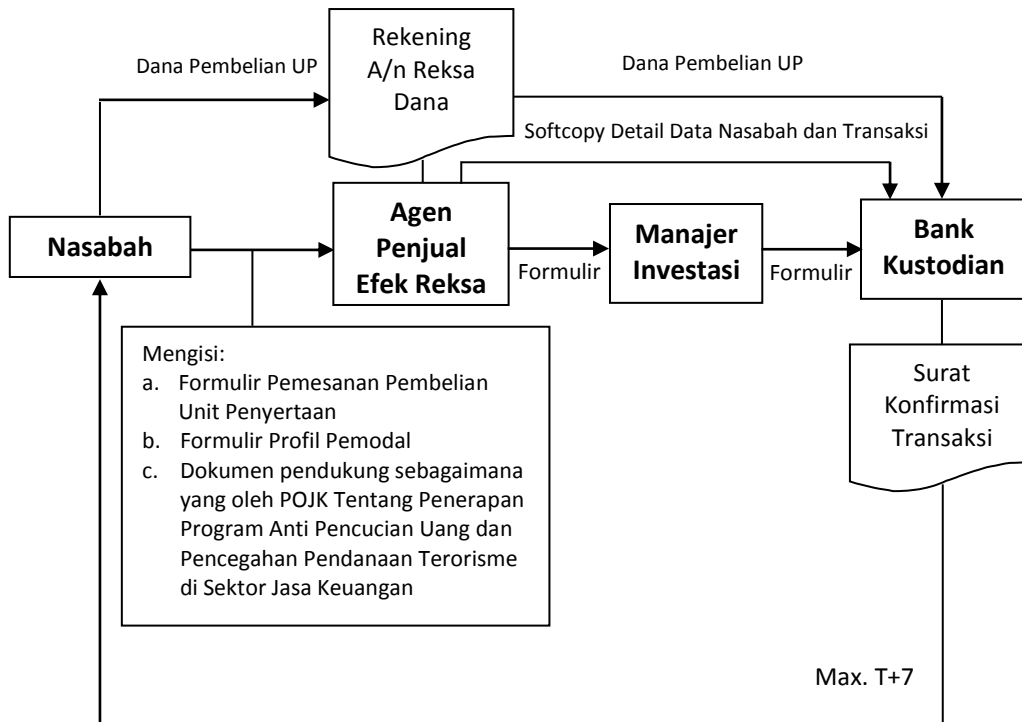 Dana Pembelian UP
Rekening
A/n Reksa
Dana
Dana Pembelian UP
Softcopy Detail Data Nasabah dan Transaksi
Nasabah
Agen
Penjual
Efek Reksa
Formulir
Manajer
Investasi
Formulir
Bank
Kustodian
Mengisi:
a. Formulir Pemesanan Pembelian
Unit Penyertaan
b. Formulir Profil Pemodal
c. Dokumen pendukung sebagaimana
yang oleh POJK Tentang Penerapan
Program Anti Pencucian Uang dan
Pencegahan Pendanaan Terorisme
di Sektor Jasa Keuangan
Surat
Konfirmasi
Transaksi
Max. T+7